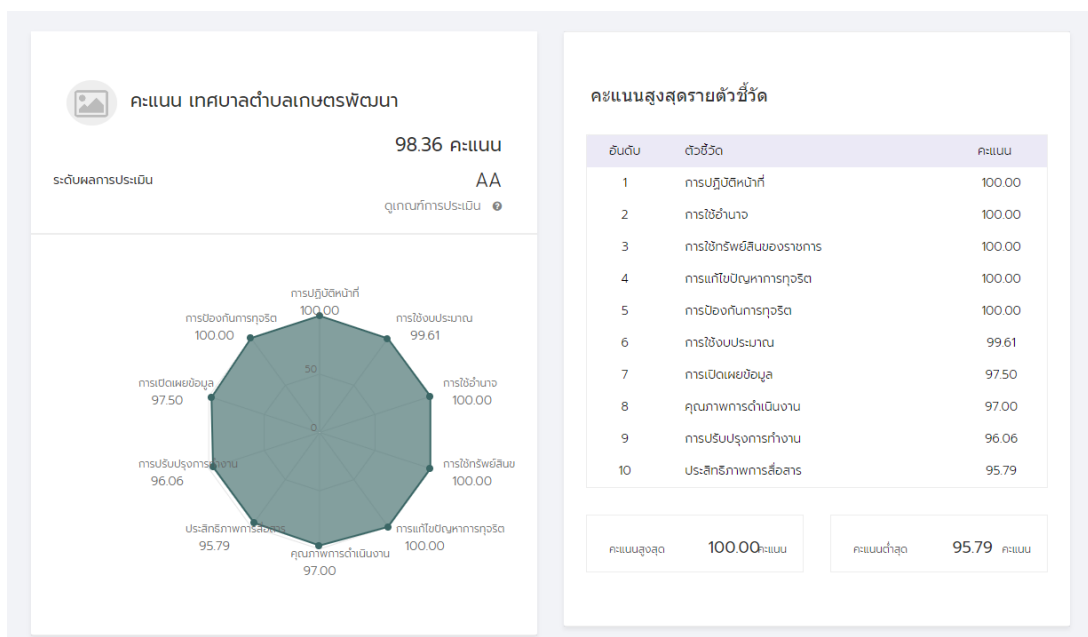 คะแนน เทศบาลตำบลเกษตรพัฒนา
98.36 คะแนน
ระดับผลการประเมิน AA
ดูเกณฑ์การประเมิน
การปฏิบัติหน้าที่
100.00
การใช้งบประมาณ
99.61
การใช้อำนาจ
100.00
การใช้ทรัพย์สินข
100.00
การแก้ไขปัญหาการทุจริต
100.00
คุณภาพการดำเนินงาน
97.00
ประสิทธิภาพการสื่อสาร
95.79
การปรับปรุงการทำงาน
96.06
การเปิดเผยข้อมูล
97.50
การป้องกันการทุจริต
100.00
50
0
คะแนนสูงสุดรายตัวชี้วัด
อันดับ ตัวชี้วัด คะแนน
1 การปฏิบัติหน้าที่ 100.00
2 การใช้อำนาจ 100.00
3 การใช้ทรัพย์สินของราชการ 100.00
4 การแก้ไขปัญหาการทุจริต 100.00
5 การป้องกันการทุจริต 100.00
6 การใช้งบประมาณ 99.61
7 การเปิดเผยข้อมูล 97.50
8 คุณภาพการดำเนินงาน 97.00
9 การปรับปรุงการทำงาน 96.06
10 ประสิทธิภาพการสื่อสาร 95.79
คะแนนสูงสุด 100.00 คะแนน
คะแนนต่ำสุด 95.79 คะแนน